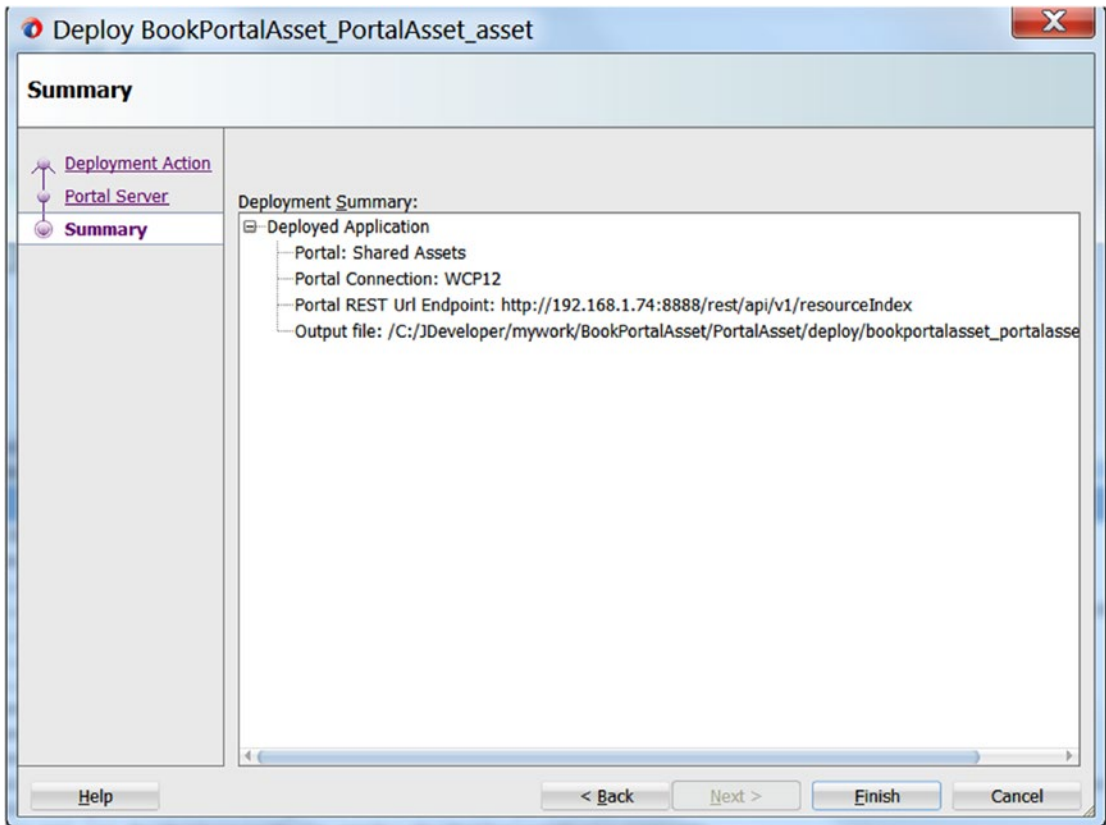 Deploy BookPortalAsset_PortalAsset_asset
Summary
Deployment Action
Portal Server
Summary
Deployment Summary:
Deployed Application
Portal: Shared Assets
Portal Connection: WCP12
Portal REST Url Endpoint: http://192.168.1.74:8888/rest/api/v1/resourceIndex
Output file: /C:/JDeveloper/mywork/BookPortalAsset/PortalAsset/deploy/bookportalasset_portalasse
Help
< Back
Next >
Finish
Cancel